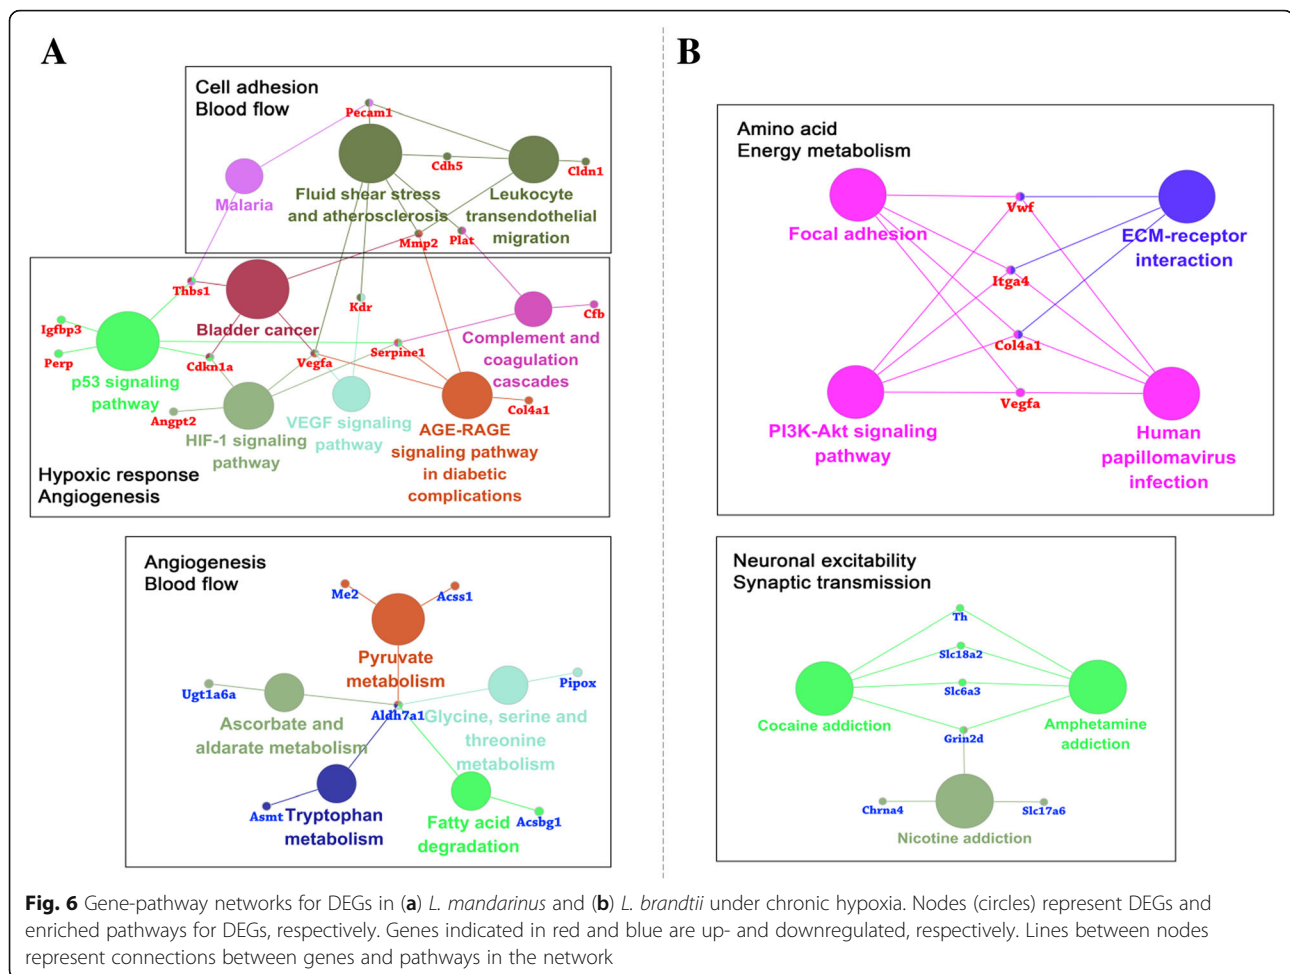 A
Cell adhesion
Blood flow
Pecam1
Cdh5
Cldn1
Malaria
Fluid shear stress
and atherosclerosis
Leukocyte
transendothelial
migration
Mmp2
Plat
Thbs1
Bladder cancer
Kdr
Cfb
Igfbp3
Perp
Cdkn1a
Vegfa
Serpine1
Complement and
coagulation
cascades
p53 signaling
pathway
Angpt2
HIF-1 signaling
pathway
VEGF signaling
pathway
Col4a1
AGE-RAGE
signaling pathway
in diabetic
complications
Hypoxic response
Angiogenesis
Angiogenesis
Blood flow
Me2
Acss1
Pyruvate
metabolism
Ugt1a6a
Pipox
Aldh7a1
Ascorbate and
aldarate metabolism
Glycine, serine and
threonine
metabolism
Asmt
Tryptophan
metabolism
Acsbg1
Fatty acid
degradation
B
Amino acid
Energy metabolism
Focal adhesion
Vwf
ECM-receptor
interaction
Itga4
Col4a1
Vegfa
PI3K-Akt signaling
pathway
Human
papillomavirus
infection
Neuronal excitability
Synaptic transmission
Th
Slc18a2
Slc6a3
Cocaine addiction
Amphetamine
addiction
Grin2d
Chrna4
Slc17a6
Nicotine addiction
Fig. 6 Gene-pathway networks for DEGs in (a) L. mandarinus and (b) L. brandtii under chronic hypoxia. Nodes (circles) represent DEGs and
enriched pathways for DEGs, respectively. Genes indicated in red and blue are up- and downregulated, respectively. Lines between nodes
represent connections between genes and pathways in the network